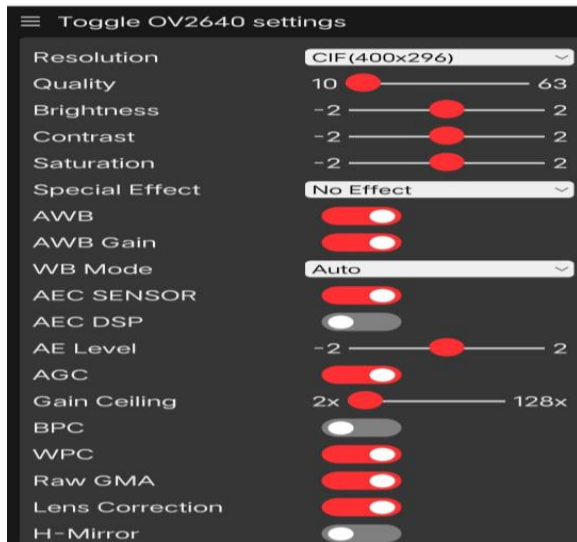 Toggle OV2640 settings
Resolution CIF(400x296)
Quality 10 63
Brightness -2 2
Contrast -2 2
Saturation -2 2
Special Effect No Effect
AWB
AWB Gain
WB Mode Auto
AEC SENSOR
AEC DSP
AE Level -2 2
AGC
Gain Ceiling 2x 128x
BPC
WPC
Raw GMA
Lens Correction
H-Mirror